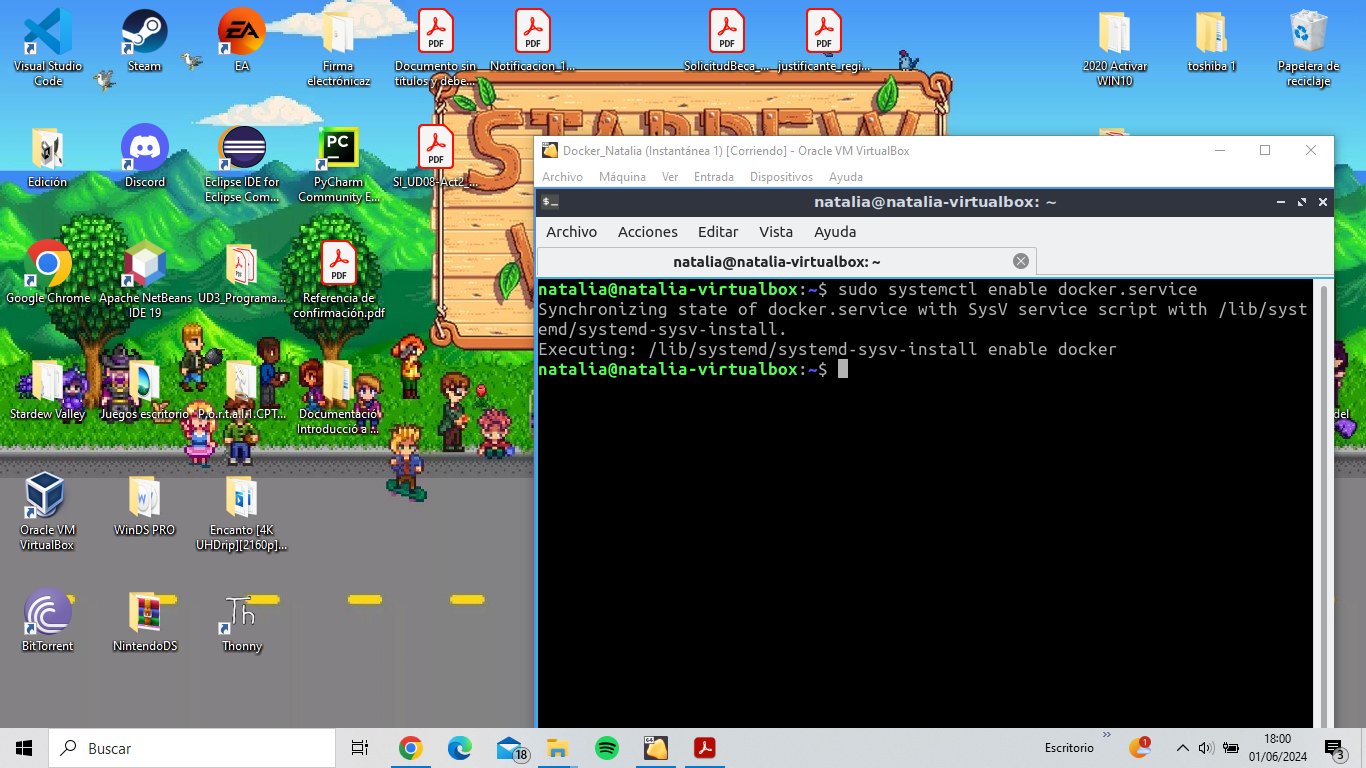 Visual Studio
Code
Steam
EA
EA
Firma
electrónicaz
PDF
Documento sin
títulos y debe...
PDF
Notificacion_1...
PDF
SolicitudBeca_...
PDF
justificante_regi...
2020 Activar
WIN10
toshiba 1
Papelera de
reciclaje
STARDEW
Edición
Discord
Eclipse IDE for
Eclipse Com...
PC
PyCharm
Community E...
PDF
SI_UD08-Act2_...
Google Chrome
Apache NetBeans
IDE 19
UD3_Programa...
PDF
Referencia de
confirmación.pdf
Stardew Valley
Juegos escritorio
P.o.r.t.a.l.1.CPT...
Documentació
Introducció a ...
del
Oracle VM
VirtualBox
WinDS PRO
Encanto [4K
UHDrip][2160p]...
BitTorrent
NintendoDS
Th
Thonny
Docker_Natalia (Instantánea 1) [Corriendo] - Oracle VM VirtualBox
Archivo Máquina Ver Entrada Dispositivos Ayuda
natalia@natalia-virtualbox: ~
Archivo Acciones Editar Vista Ayuda
natalia@natalia-virtualbox: ~
natalia@natalia-virtualbox:~$ sudo systemctl enable docker.service
Synchronizing state of docker.service with SysV service script with /lib/syst
emd/systemd-sysv-install.
Executing: /lib/systemd/systemd-sysv-install enable docker
natalia@natalia-virtualbox:~$
Buscar
18
64
Escritorio
»
1
18:00
01/06/2024
3